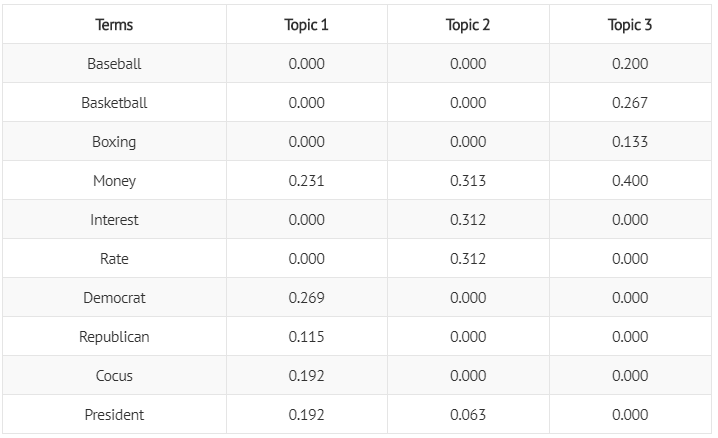 Terms Topic 1 Topic 2 Topic 3
Baseball 0.000 0.000 0.200
Basketball 0.000 0.000 0.267
Boxing 0.000 0.000 0.133
Money 0.231 0.313 0.400
Interest 0.000 0.312 0.000
Rate 0.000 0.312 0.000
Democrat 0.269 0.000 0.000
Republican 0.115 0.000 0.000
Cocus 0.192 0.000 0.000
President 0.192 0.063 0.000